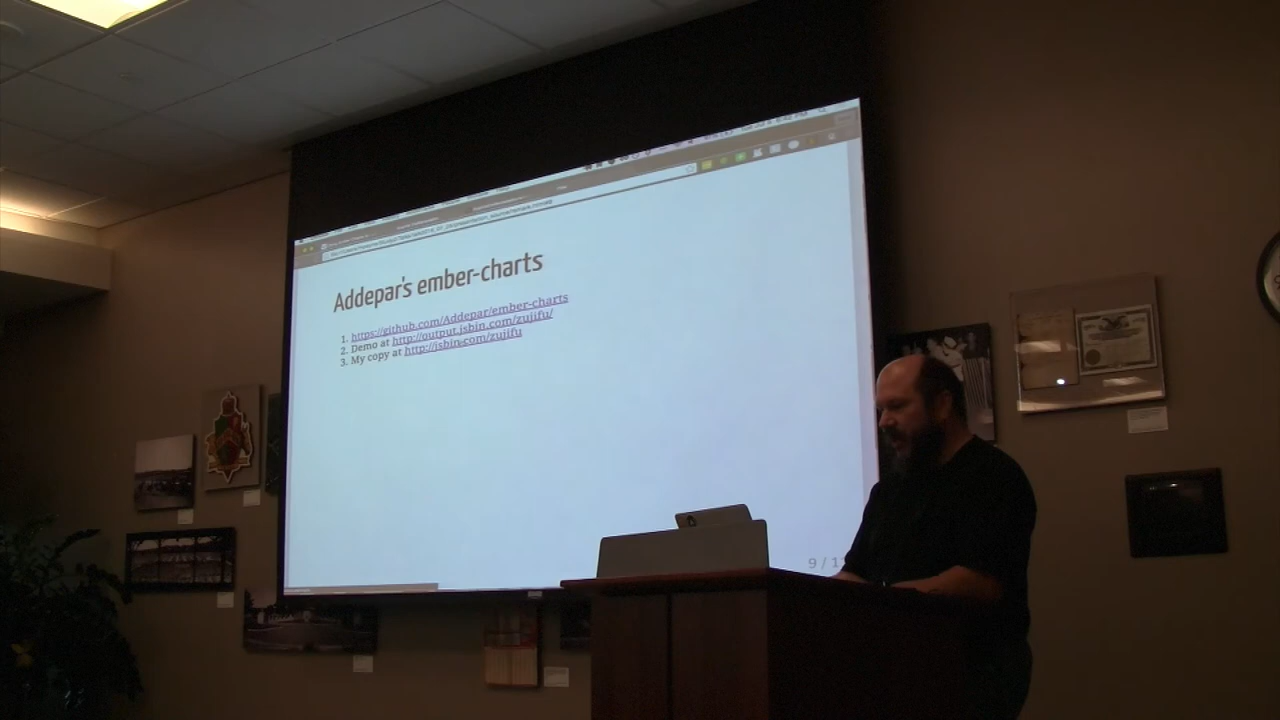 Addepar's ember-charts
1. https://github.com/Addepar/ember-charts
2. Demo at http://output.jsbin.com/zujifu/
3. My copy at http://jsbin.com/zujifu
9 / 1